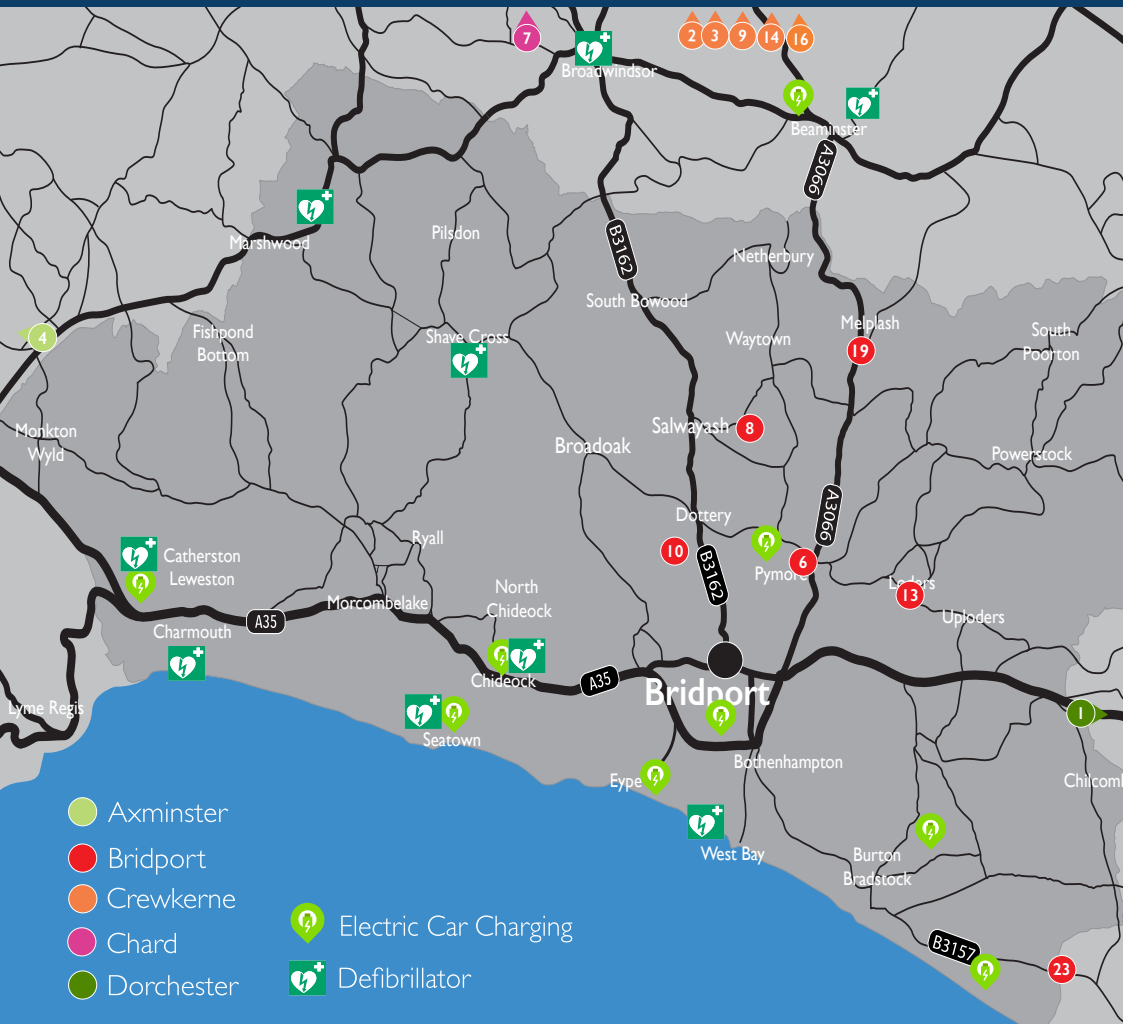 7
2
3
9
14
16
Broadwindsor
Beaminster
A3066
Marshwood
Pilsdon
B3162
Netherbury
South Bowood
4
Fishpond
Bottom
Shave Cross
Waytown
Melplash
19
South
Poorton
Monkton
Wyld
Salwayash
8
Broadoak
Powerstock
Dottery
A3066
10
B3162
Pymore
6
Ryall
Catherston
Leweston
North
Chideock
Loders
13
Uploders
Morcombelake
A35
Charmouth
Chideock
A35
Bridport
Lyme Regis
Seatown
1
Bothenhampton
Eype
Chilcom
West Bay
Burton
Bradstock
B3157
23
Axminster
Bridport
Crewkerne
Chard
Dorchester
Electric Car Charging
Defibrillator